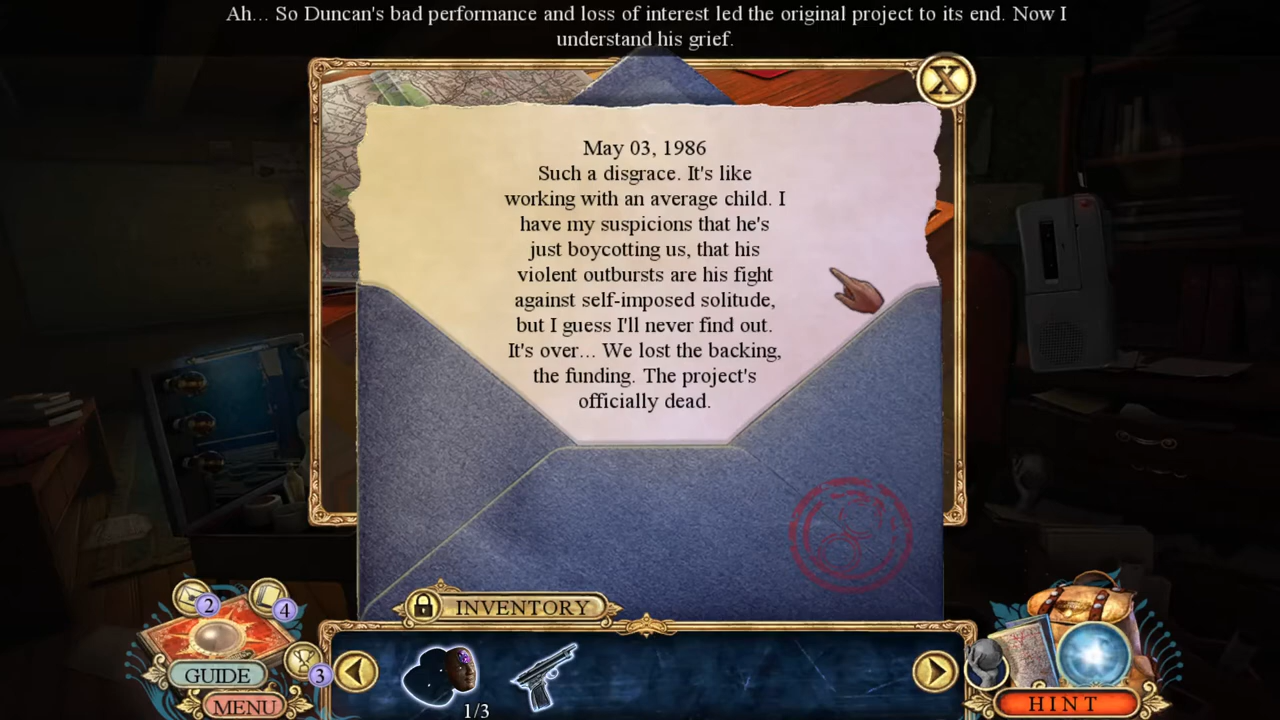 Ah... So Duncan's bad performance and loss of interest led the original project to its end. Now I
understand his grief.
X
May 03, 1986
Such a disgrace. It's like
working with an average child. I
have my suspicions that he's
just boycotting us, that his
violent outbursts are his fight
against self-imposed solitude,
but I guess I'll never find out.
It's over... We lost the backing,
the funding. The project's
officially dead.
INVENTORY
2
4
3
GUIDE
MENU
1/3
HINT